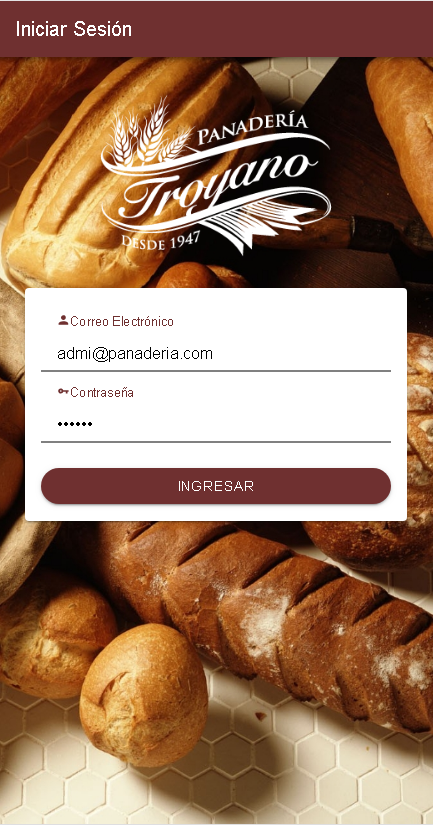 Iniciar Sesión
PANADERÍA
Troyano
DESDE 1947
Correo Electrónico
admi@panaderia.com
Contraseña
••••••
INGRESAR